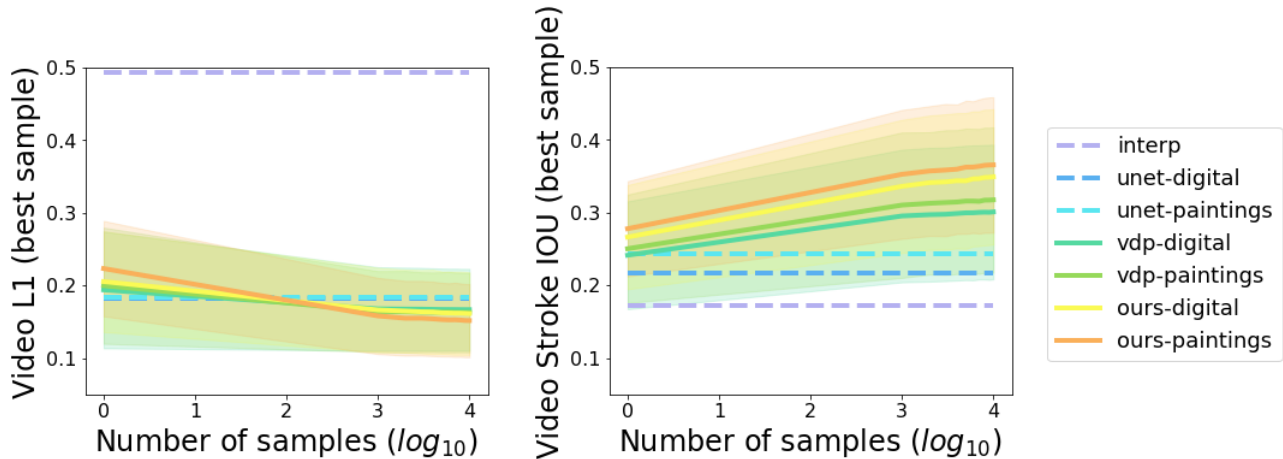 Video L1 (best sample)
0.5
0.4
0.3
0.2
0.1
0 1 2 3 4
Number of samples (log10)
Video Stroke IOU (best sample)
0.5
0.4
0.3
0.2
0.1
0 1 2 3 4
Number of samples (log10)
interp
unet-digital
unet-paintings
vdp-digital
vdp-paintings
ours-digital
ours-paintings